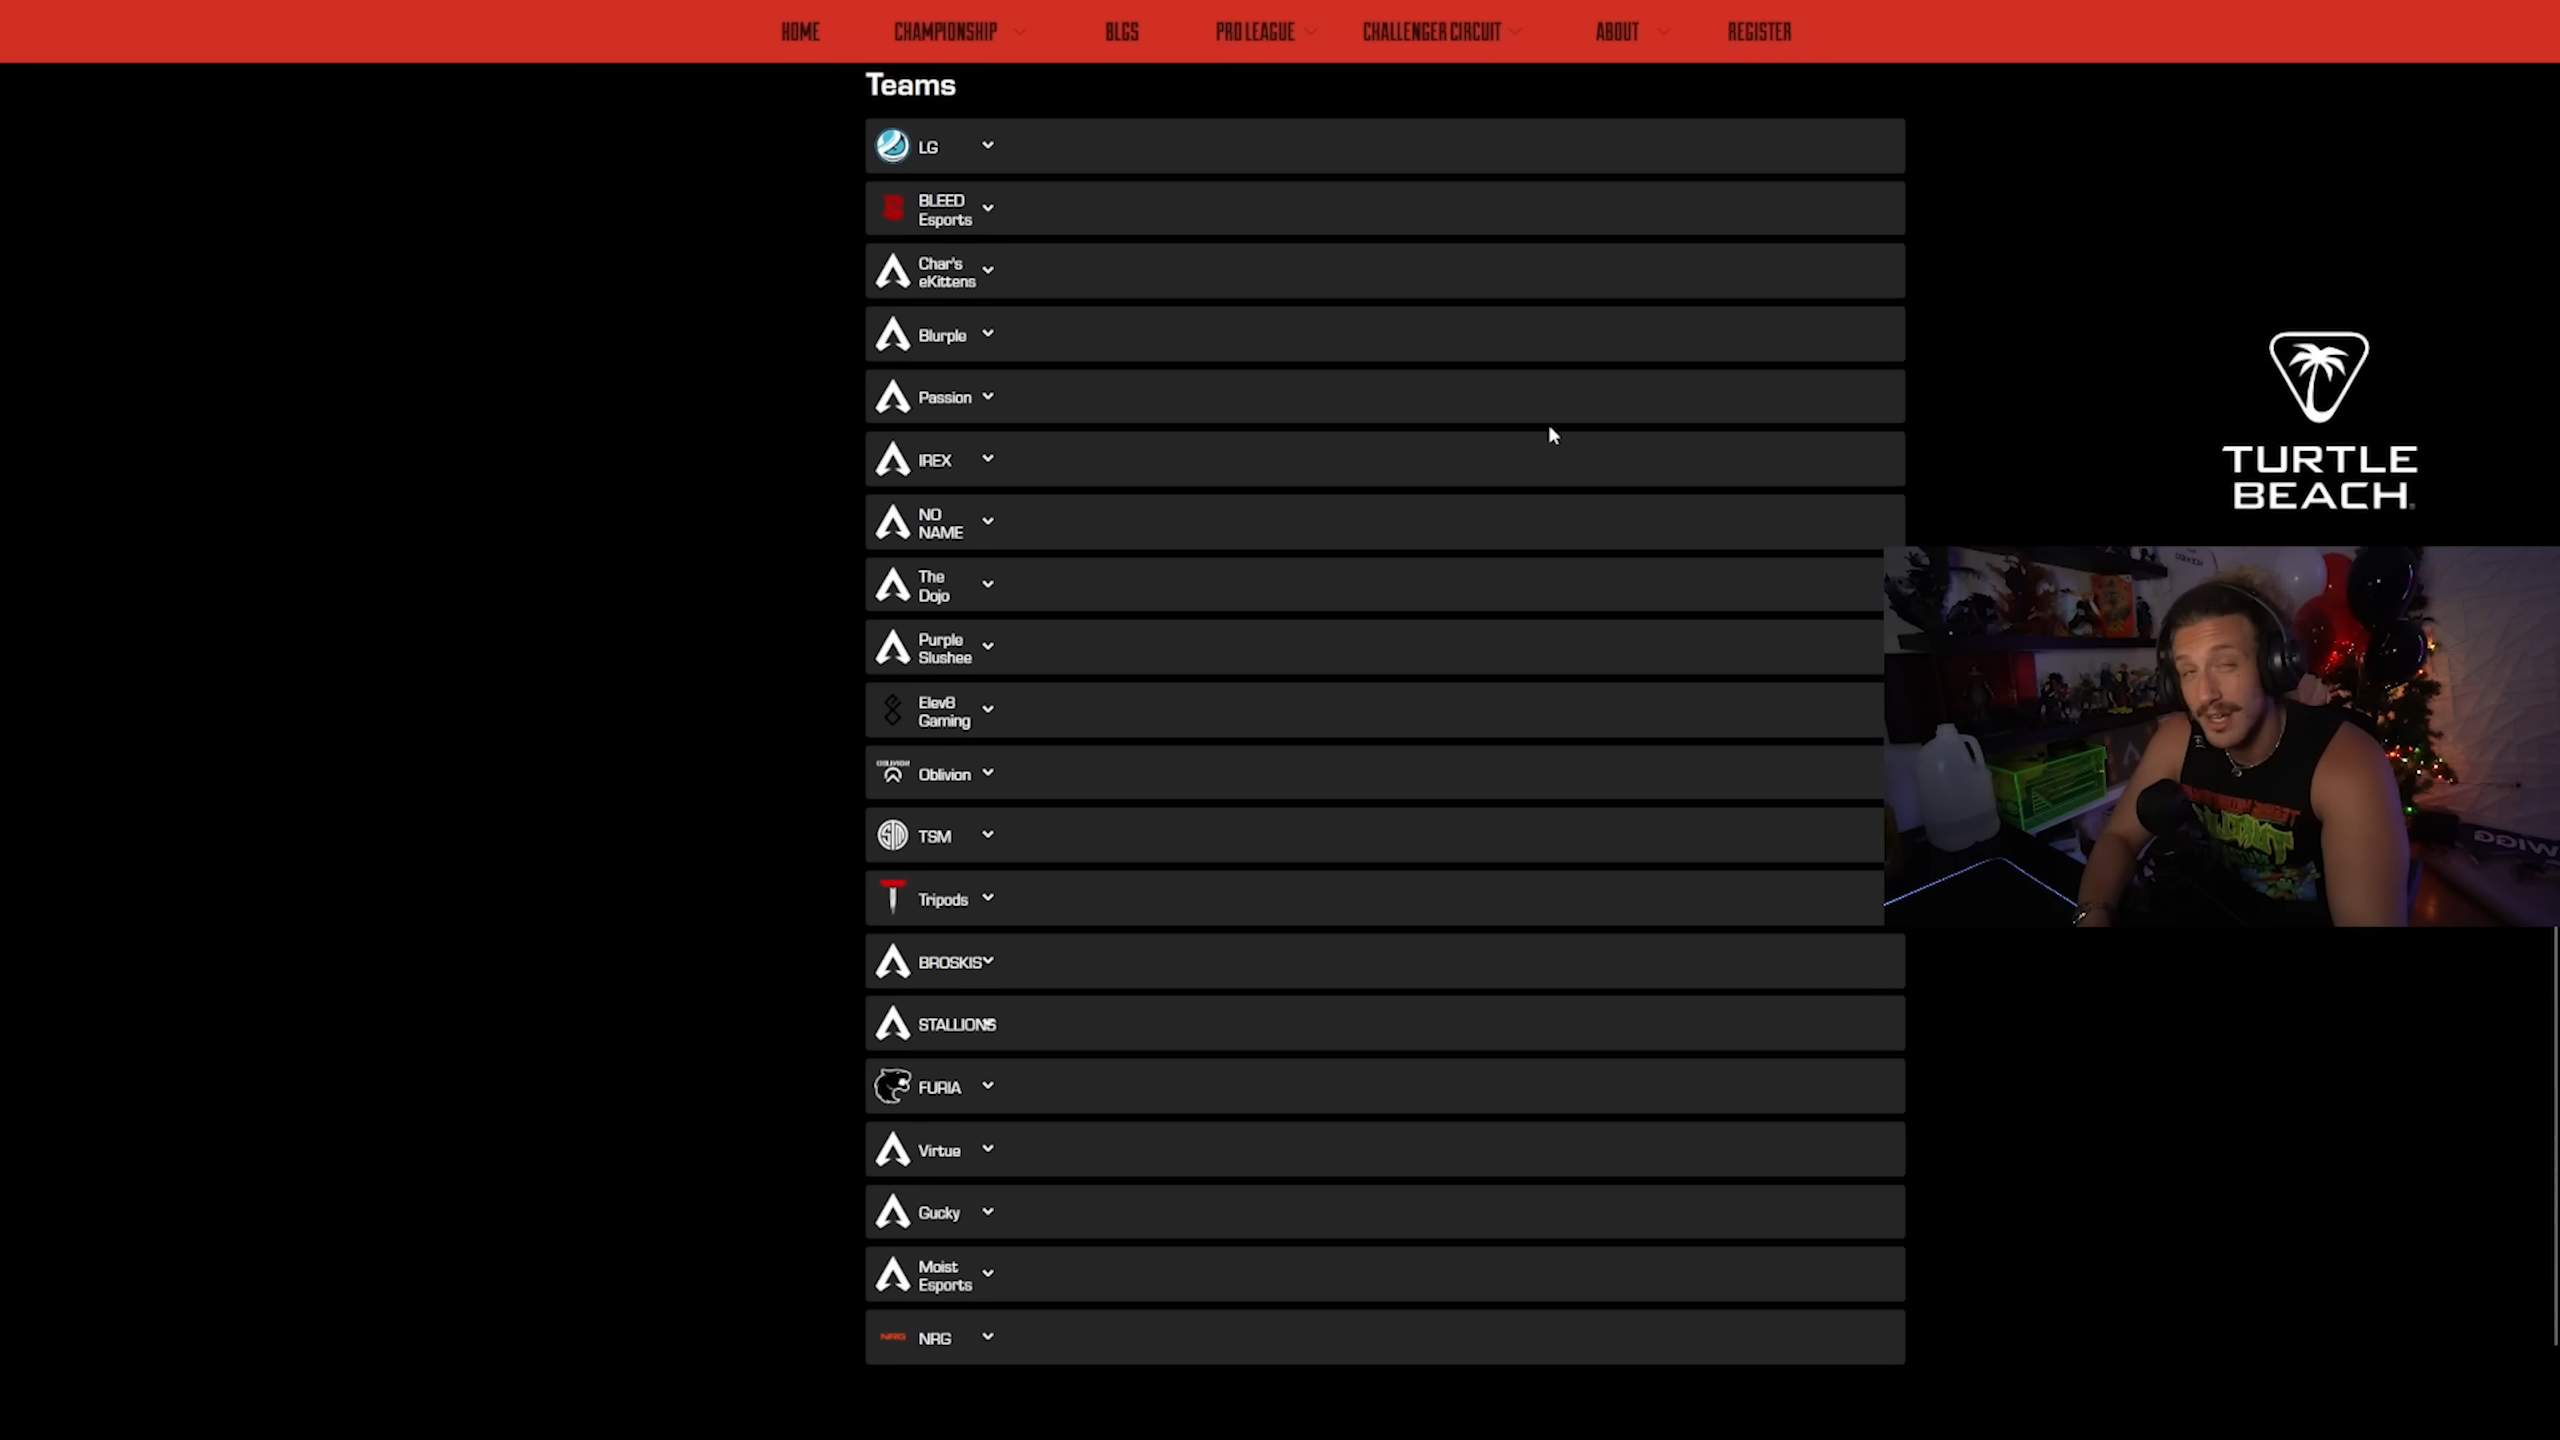 HOME CHAMPIONSHIP BLGS PRO LEAGUE CHALLENGER CIRCUIT ABOUT REGISTER
Teams
LG
BLEED
Esports
Char's
eKittens
Blurple
Passion
IREX
NO
NAME
The
Dojo
Purple
Slushee
Elev8
Gaming
OBLIVION
Oblivion
TSM
Tripods
BROSKIS
STALLIONS
FURIA
Virtue
Gucky
Moist
Esports
NRG
NRG
TURTLE
BEACH